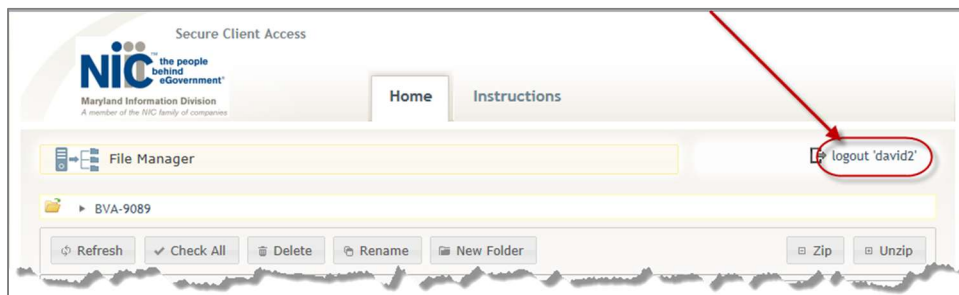 Secure Client Access
NIC™ the people
behind
eGovernment®
Maryland Information Division
A member of the NIC family of companies
Home
Instructions
File Manager
logout 'david2'
BVA-9089
Refresh
Check All
Delete
Rename
New Folder
Zip
Unzip